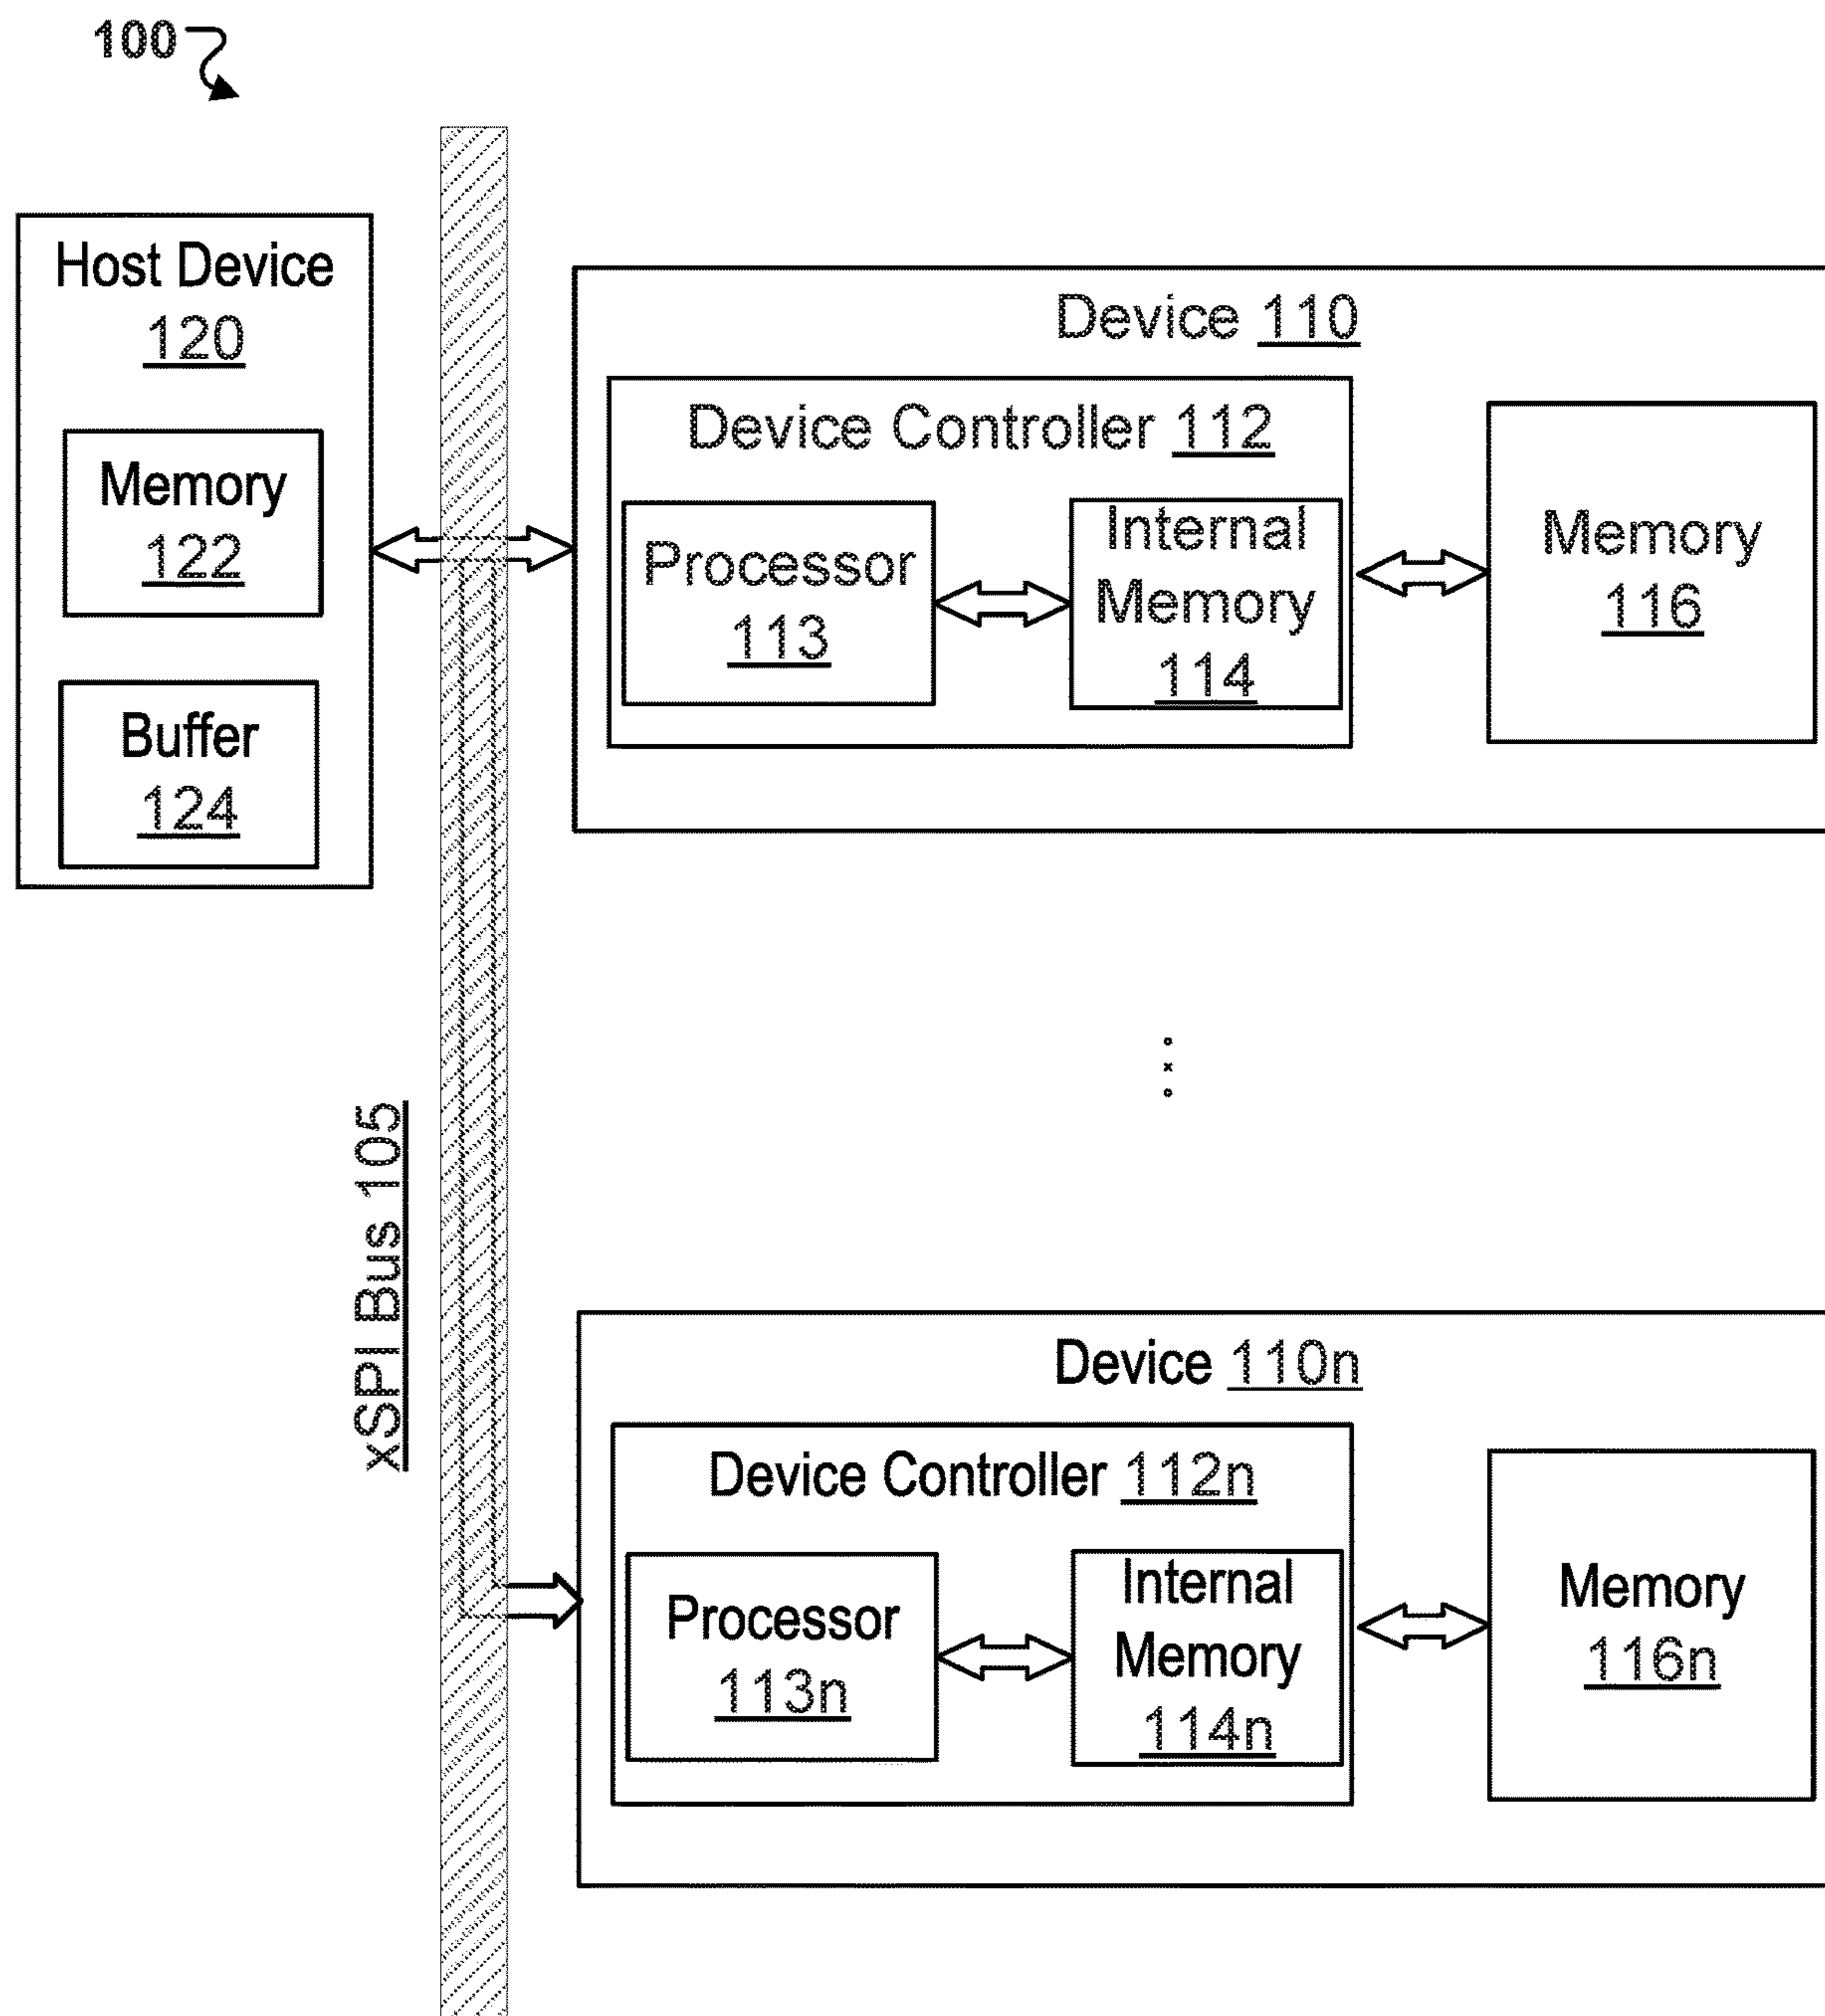 100
Host Device
120
Memory
122
Buffer
124
xSPI Bus 105
Device 110
Device Controller 112
Processor
113
Internal
Memory
114
Memory
116
Device 110n
Device Controller 112n
Processor
113n
Internal
Memory
114n
Memory
116n